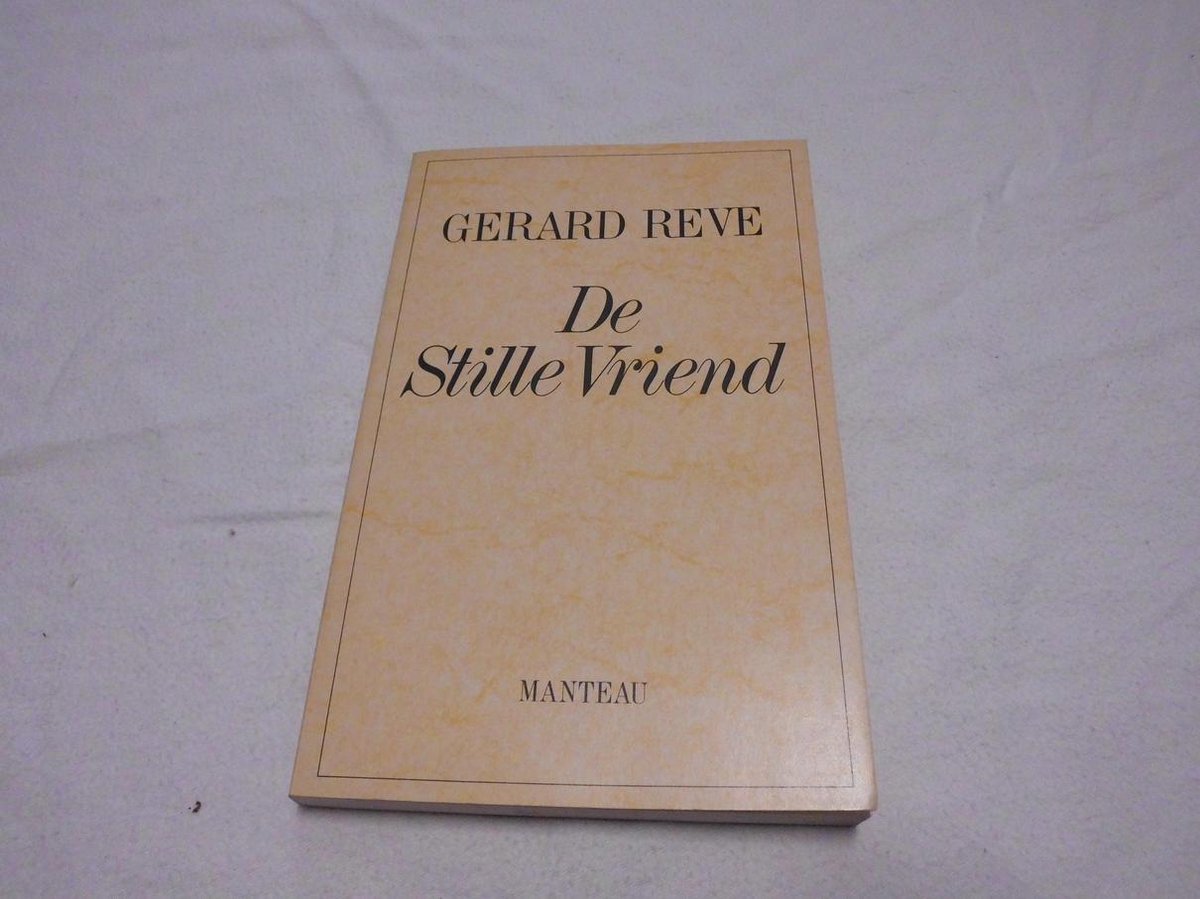 GERARD REVE
De
Stille Vriend
MANTEAU